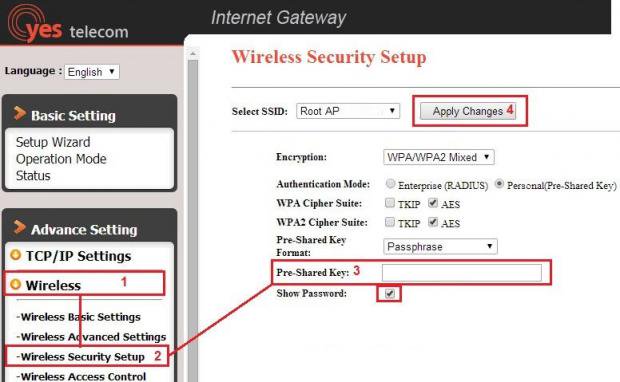 yes telecom
Internet Gateway
Language : English
Basic Setting
Setup Wizard
Operation Mode
Status
Advance Setting
TCP/IP Settings
Wireless 1
-Wireless Basic Settings
-Wireless Advanced Settings
-Wireless Security Setup 2
-Wireless Access Control
Wireless Security Setup
Select SSID: Root AP Apply Changes 4
Encryption: WPA/WPA2 Mixed
Authentication Mode: Enterprise (RADIUS) Personal(Pre-Shared Key)
WPA Cipher Suite: TKIP AES
WPA2 Cipher Suite: TKIP AES
Pre-Shared Key
Format: Passphrase
Pre-Shared Key: 3
Show Password: